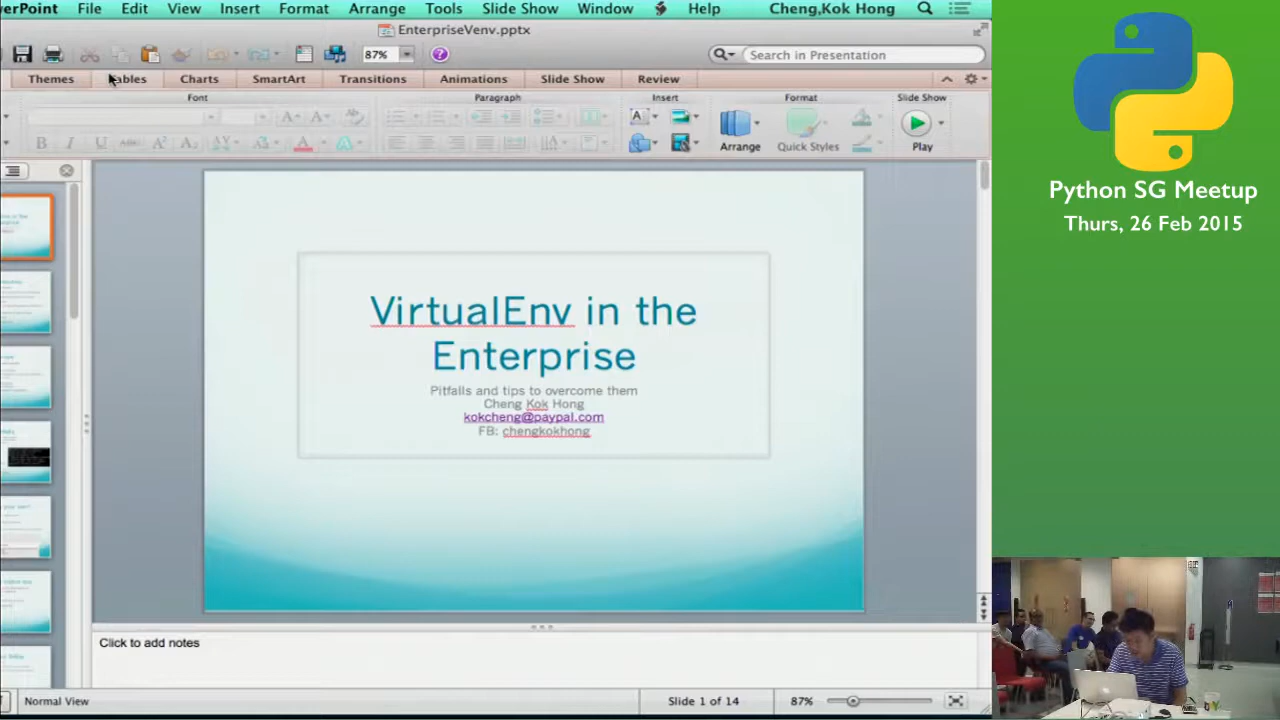 File Edit View Insert Format Arrange Tools Slide Show Window Help Cheng,Kok Hong
EnterpriseVenv.pptx
87% Search in Presentation
Themes Tables Charts SmartArt Transitions Animations Slide Show Review
Font Paragraph Insert Format Slide Show
Arrange Quick Styles Play
VirtualEnv in the
Enterprise
Pitfalls and tips to overcome them
Cheng Kok Hong
kokcheng@paypal.com
FB: chengkokhong
Click to add notes
Normal View Slide 1 of 14 87%
Python SG Meetup
Thurs, 26 Feb 2015